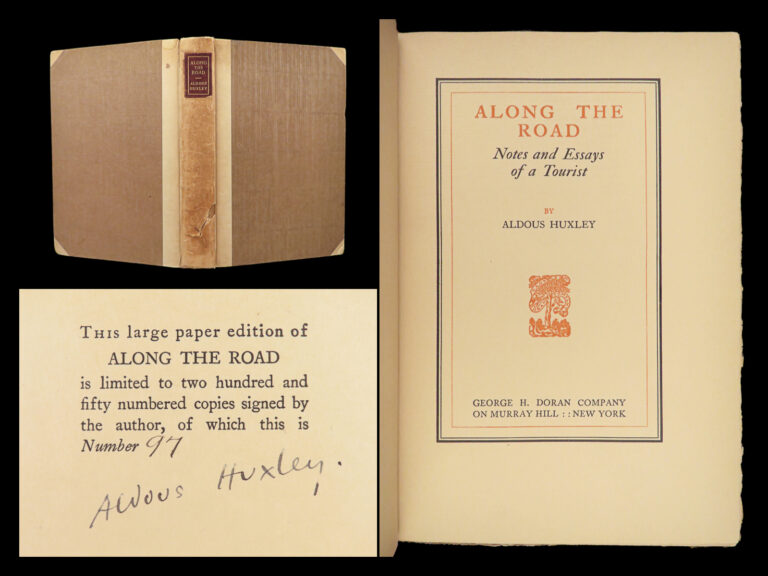 ALONG
THE
ROAD
ALDOUS
HUXLEY
THIS large paper edition of
ALONG THE ROAD
is limited to two hundred and
fifty numbered copies signed by
the author, of which this is
Number 97
Aldous Huxley.
ALONG THE
ROAD
Notes and Essays
of a Tourist
BY
ALDOUS HUXLEY
GEORGE H. DORAN COMPANY
ON MURRAY HILL : : NEW YORK